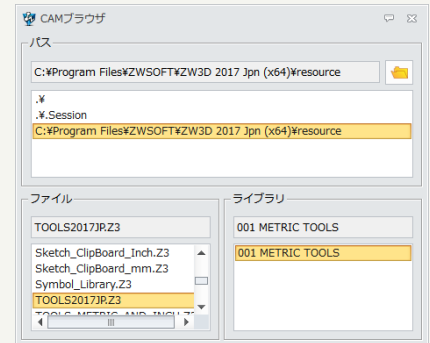 CAMブラウザ
パス
C:¥Program Files¥ZWSOFT¥ZW3D 2017 Jpn (x64)¥resource
.¥
.¥.Session
C:¥Program Files¥ZWSOFT¥ZW3D 2017 Jpn (x64)¥resource
ファイル
TOOLS2017JP.Z3
Sketch_ClipBoard_Inch.Z3
Sketch_ClipBoard_mm.Z3
Symbol_Library.Z3
TOOLS2017JP.Z3
TOOLS_METRIC_AND_INCH.Z3
ライブラリ
001 METRIC TOOLS
001 METRIC TOOLS